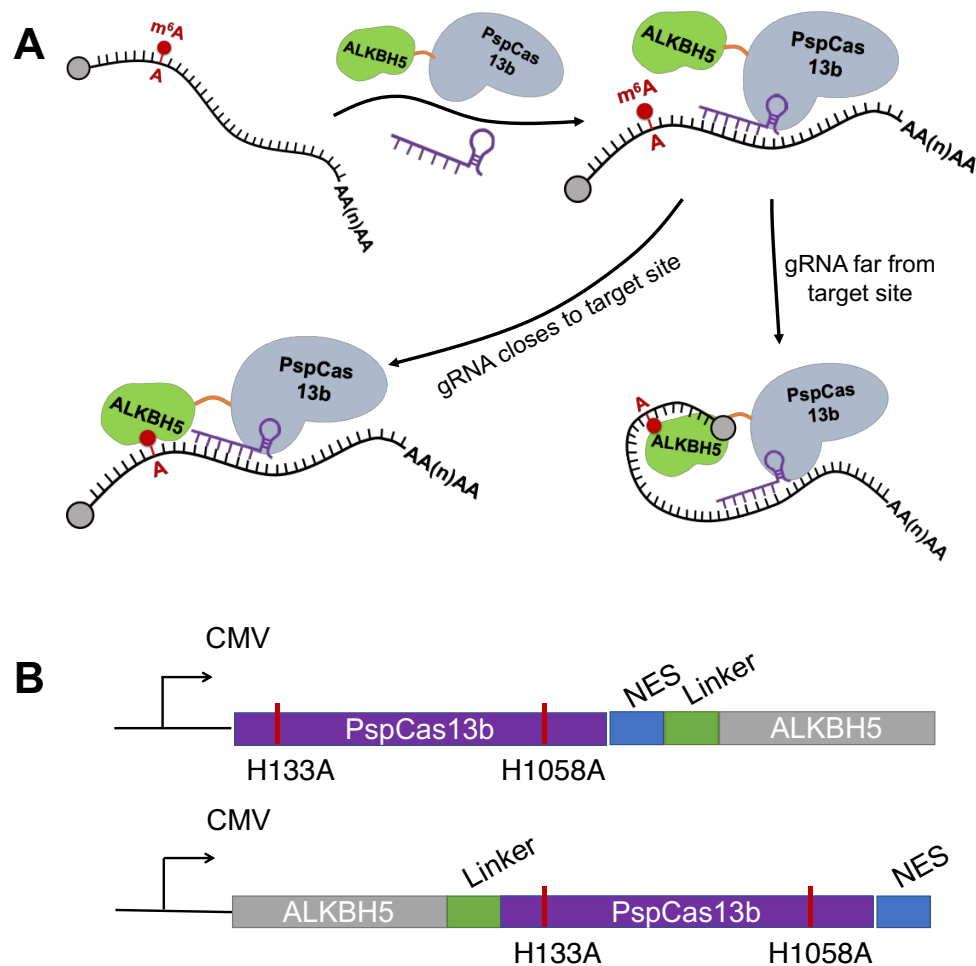 A
m⁶A
A
AA(n)AA
ALKBH5
PspCas
13b
ALKBH5
PspCas
13b
m⁶A
A
AA(n)AA
gRNA closes to target site
gRNA far from
target site
ALKBH5
PspCas
13b
A
AA(n)AA
A
ALKBH5
PspCas
13b
AA(n)AA
B
CMV
NES
Linker
PspCas13b
ALKBH5
H133A
H1058A
CMV
Linker
NES
ALKBH5
PspCas13b
H133A
H1058A